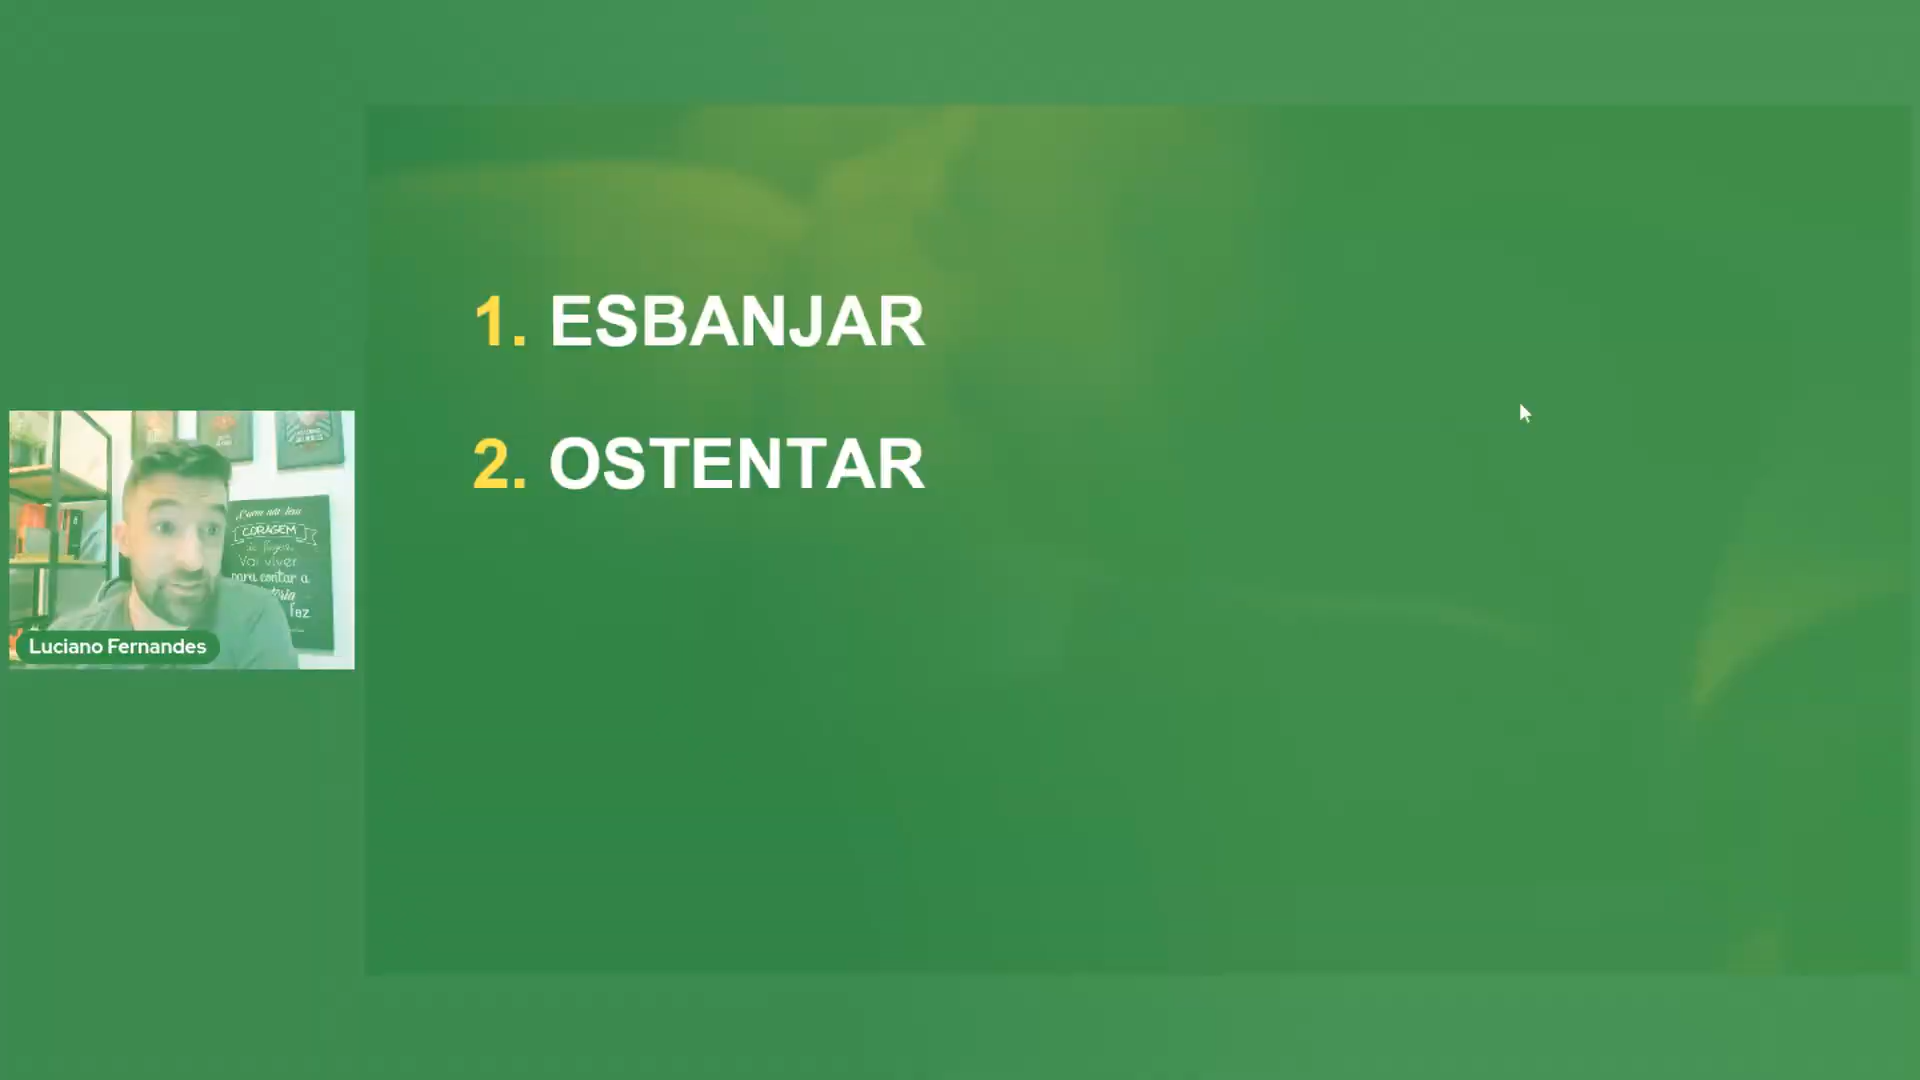 1. ESBANJAR
2. OSTENTAR
CORAGEM
Vai viver
para contar a
fez
Luciano Fernandes